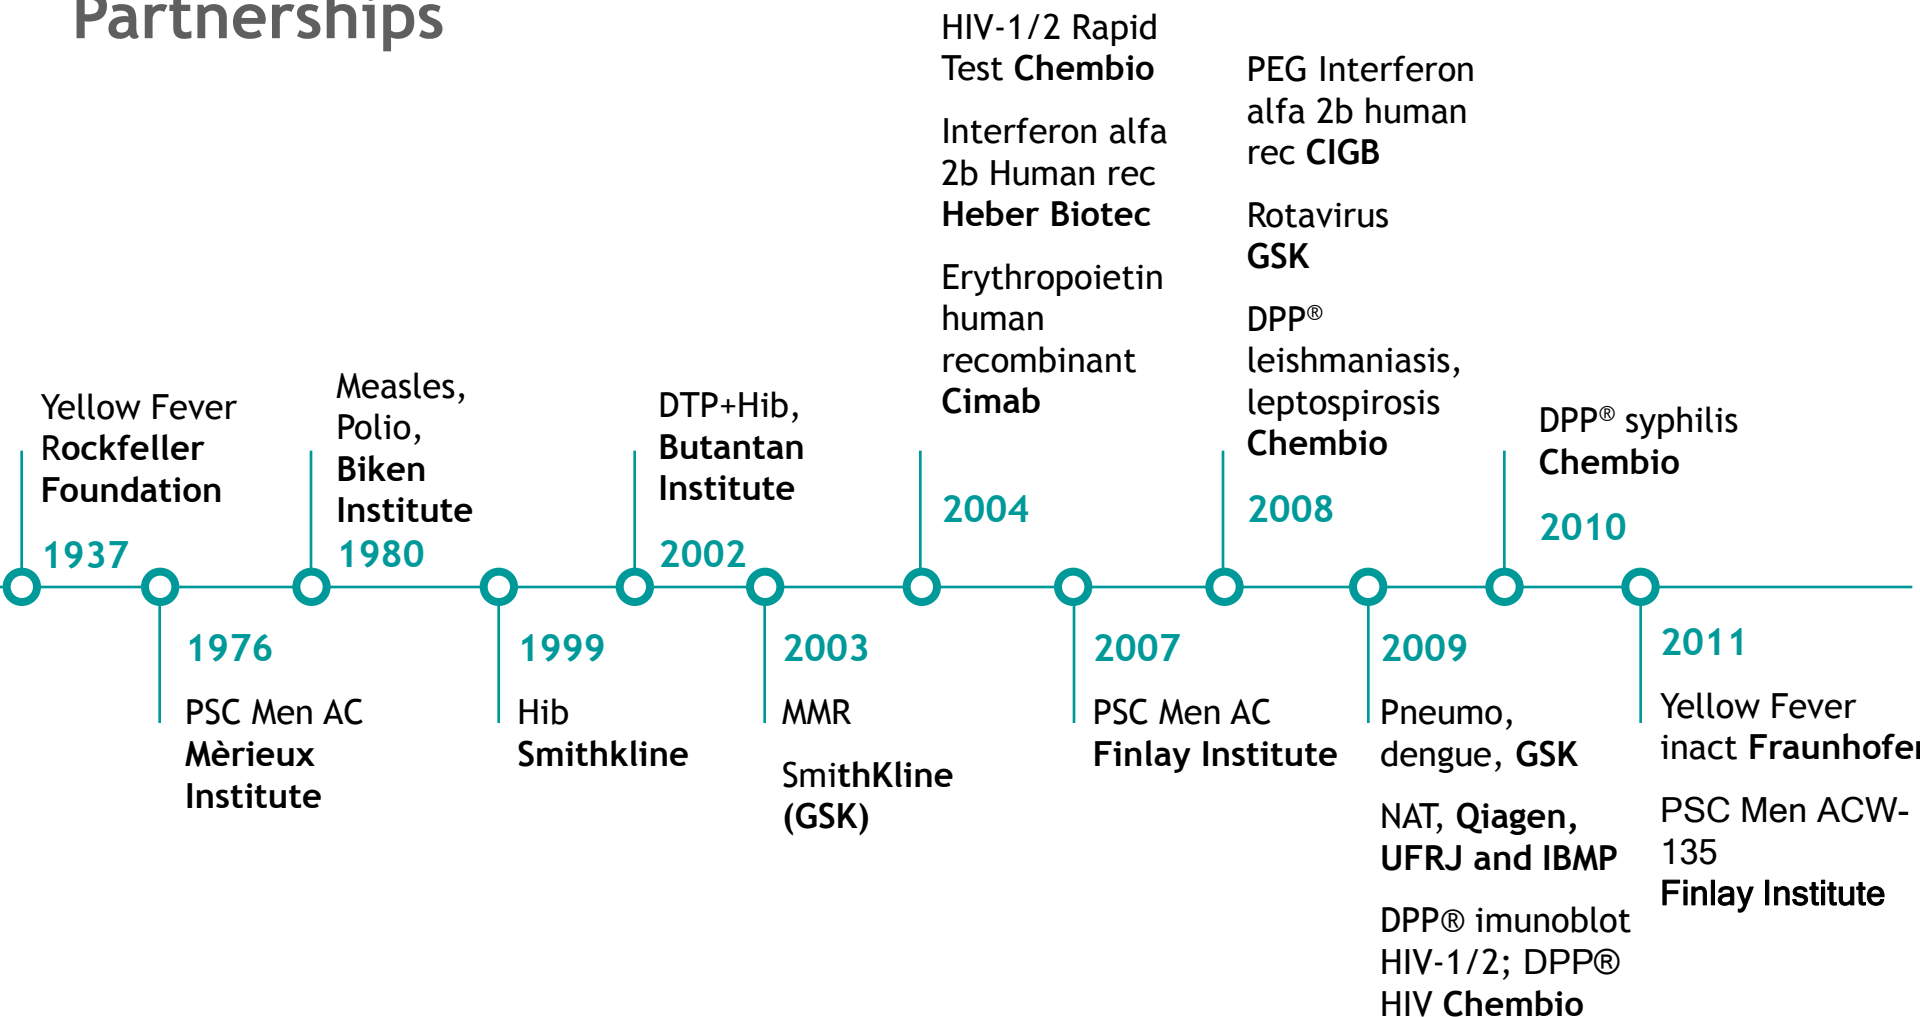 Partnerships
Yellow Fever
Rockfeller
Foundation
1937
1976
PSC Men AC
Mèrieux
Institute
Measles,
Polio,
Biken
Institute
1980
1999
Hib
Smithkline
DTP+Hib,
Butantan
Institute
2002
2003
MMR
SmithKline
(GSK)
HIV-1/2 Rapid
Test Chembio
Interferon alfa
2b Human rec
Heber Biotec
Erythropoietin
human
recombinant
Cimab
2004
2007
PSC Men AC
Finlay Institute
PEG Interferon
alfa 2b human
rec CIGB
Rotavirus
GSK
DPP®
leishmaniasis,
leptospirosis
Chembio
2008
2009
Pneumo,
dengue, GSK
NAT, Qiagen,
UFRJ and IBMP
DPP® imunoblot
HIV-1/2; DPP®
HIV Chembio
DPP® syphilis
Chembio
2010
2011
Yellow Fever
inact Fraunhofer
PSC Men ACW-
135
Finlay Institute